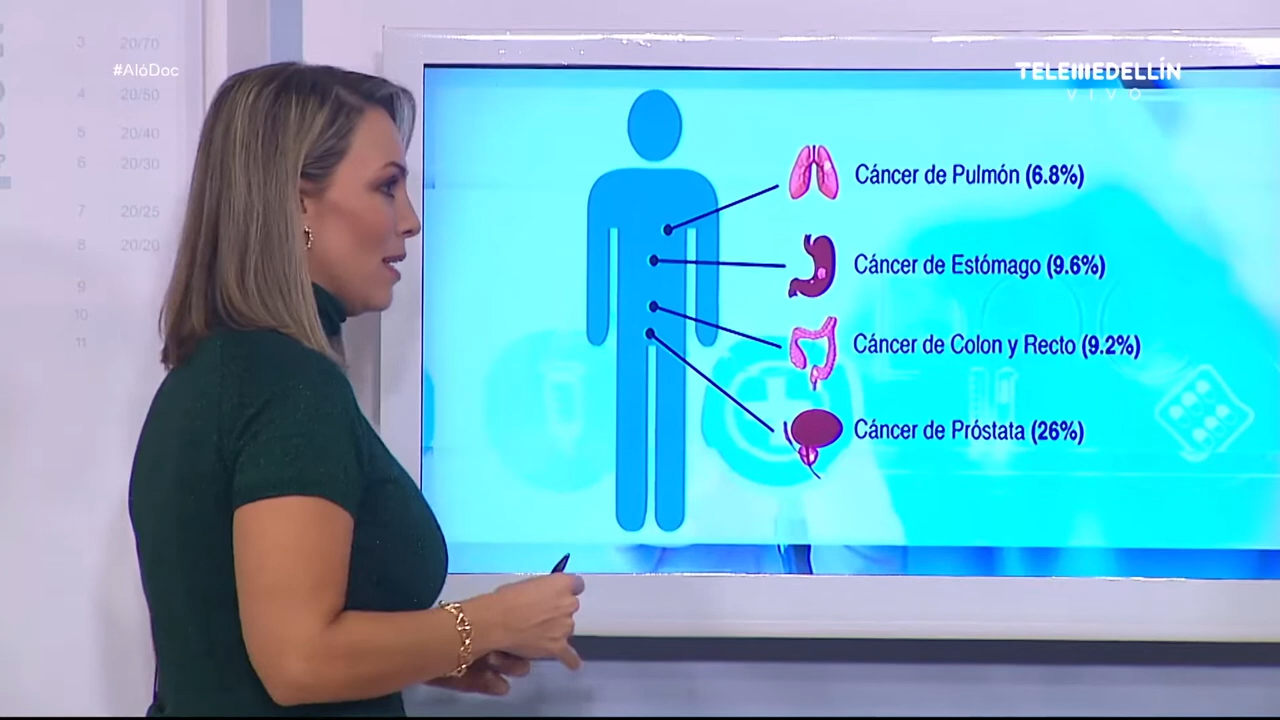 3 20/70
#AlóDoc
4 20/50
5 20/40
6 20/30
7 20/25
8 20/20
9
10
11
TELEMEDELLÍN
VIVO
Cáncer de Pulmón (6.8%)
Cáncer de Estómago (9.6%)
Cáncer de Colon y Recto (9.2%)
Cáncer de Próstata (26%)